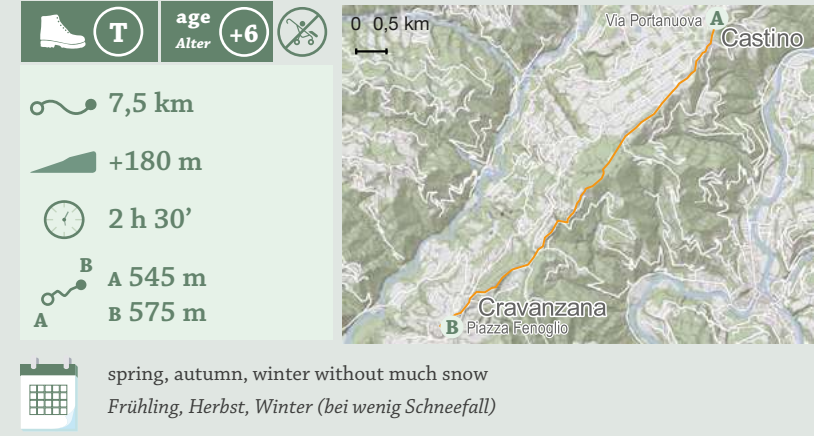 T
age
Alter
+6
7,5 km
+180 m
2 h 30’
B
A
A 545 m
B 575 m
0 0,5 km
Via Portanuova A
Castino
Cravanzana
B Piazza Fenoglio
spring, autumn, winter without much snow
Frühling, Herbst, Winter (bei wenig Schneefall)